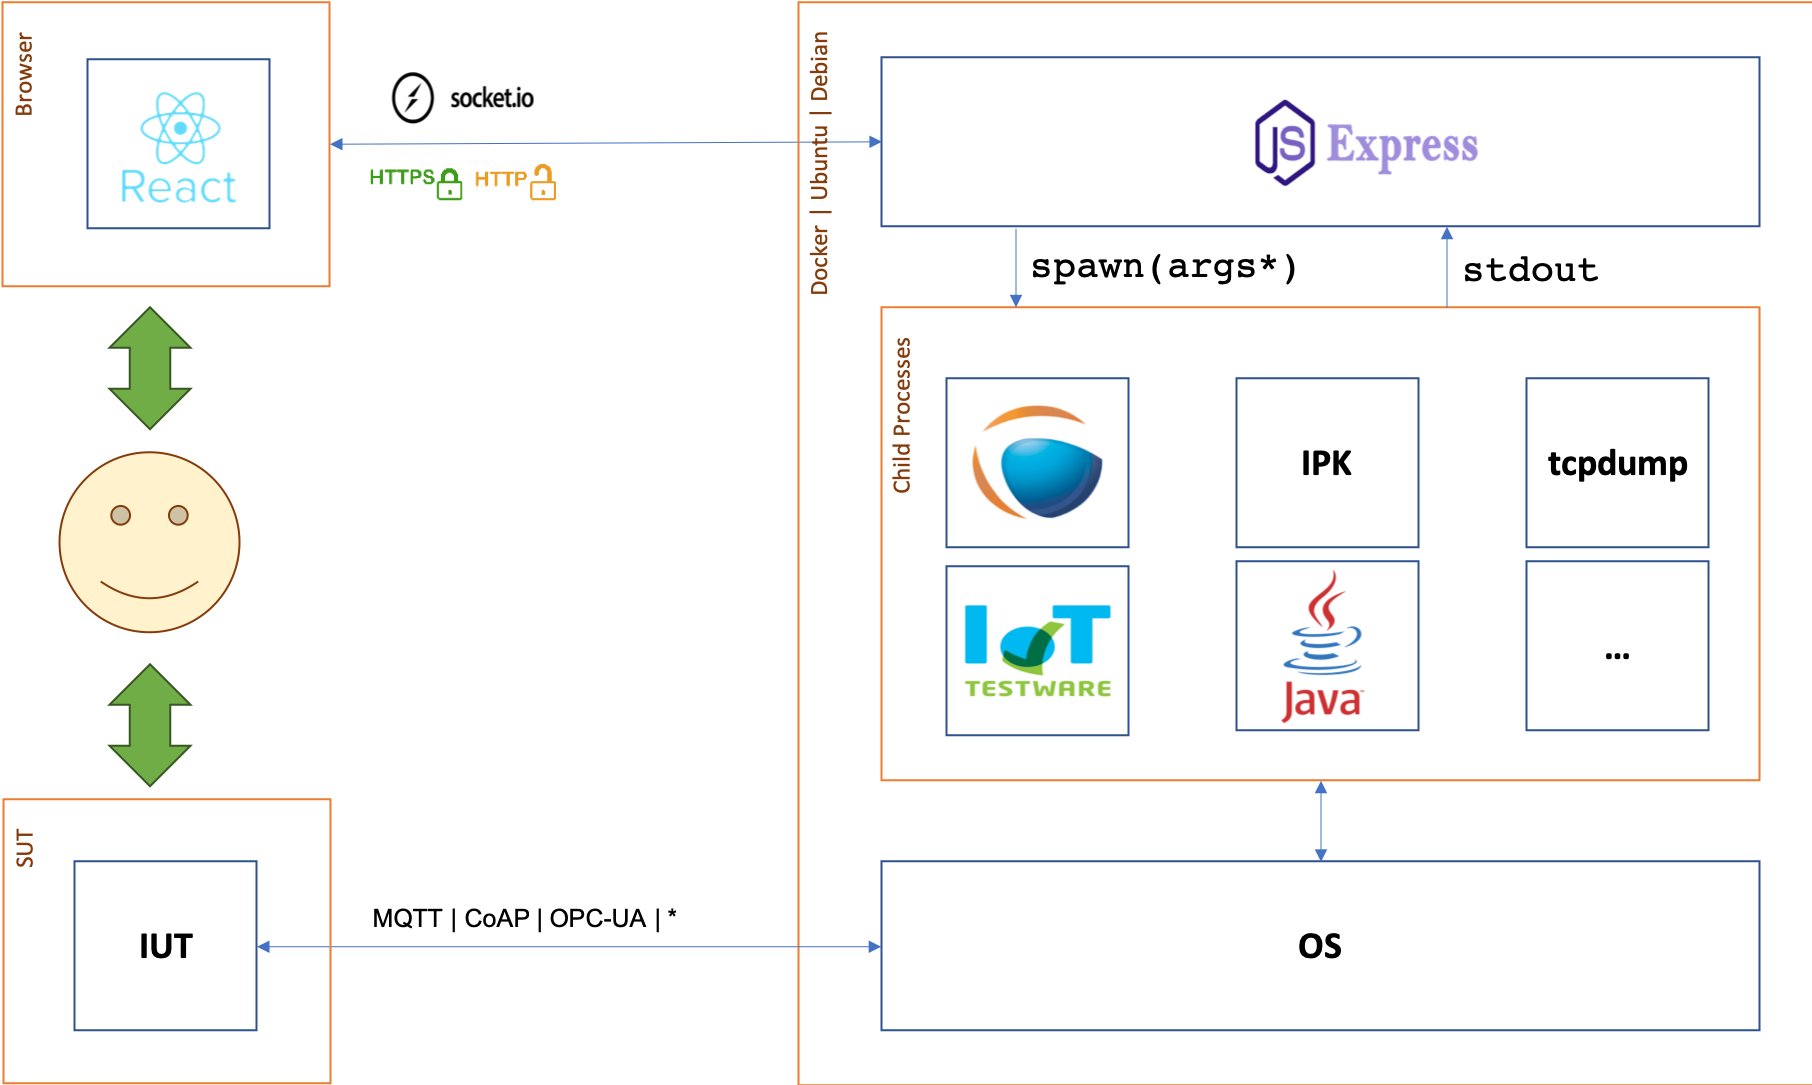 Browser
React
socket.io
HTTPS
HTTP
Docker | Ubuntu | Debian
JS Express
spawn(args*)
stdout
Child Processes
IPK
tcpdump
IoT
TESTWARE
Java
...
SUT
IUT
MQTT | CoAP | OPC-UA | *
OS